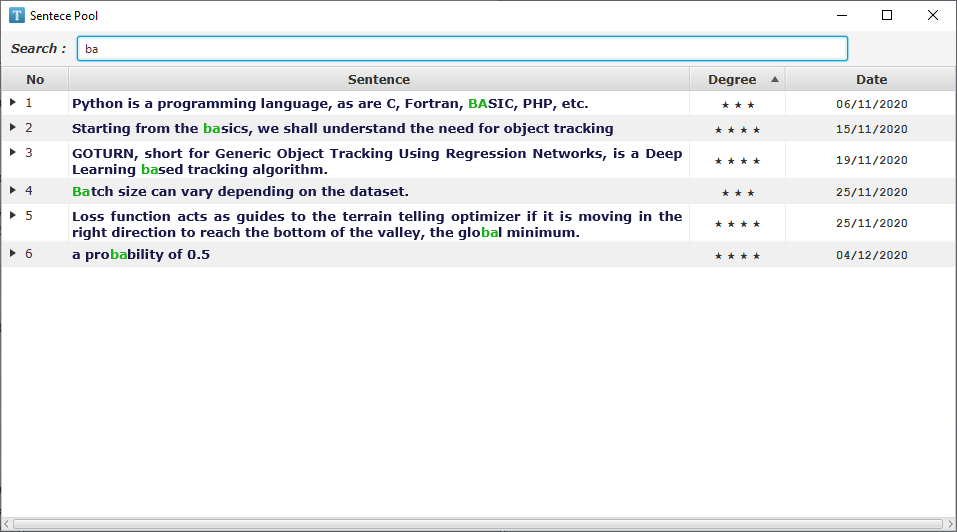 T Sentece Pool
Search : ba
No Sentence Degree Date
1 Python is a programming language, as are C, Fortran, BASIC, PHP, etc. ★ ★ ★ 06/11/2020
2 Starting from the basics, we shall understand the need for object tracking ★ ★ ★ ★ 15/11/2020
3 GOTURN, short for Generic Object Tracking Using Regression Networks, is a Deep
Learning based tracking algorithm. ★ ★ ★ ★ 19/11/2020
4 Batch size can vary depending on the dataset. ★ ★ ★ 25/11/2020
5 Loss function acts as guides to the terrain telling optimizer if it is moving in the
right direction to reach the bottom of the valley, the global minimum. ★ ★ ★ ★ 25/11/2020
6 a probability of 0.5 ★ ★ ★ ★ 04/12/2020